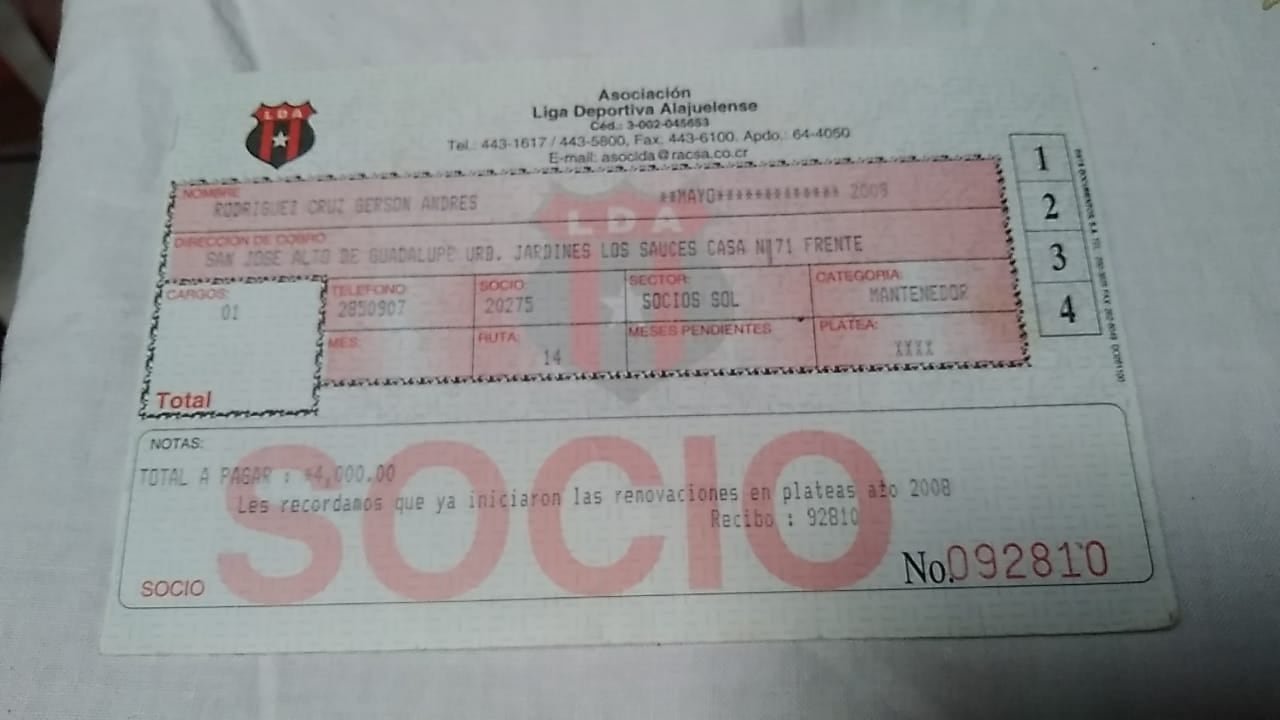 LDA
Asociación
Liga Deportiva Alajuelense
Céd.: 3-002-045653
Tel.: 443-1617 / 443-5800, Fax: 443-6100. Apdo.: 64-4050
E-mail: asoclda@racsa.co.cr
NOMBRE
RODRIGUEZ CRUZ GERSON ANDRES **MAYO************* 2009
DIRECCION DE COBRO
SAN JOSE ALTO DE GUADALUPE URB. JARDINES LOS SAUCES CASA N 71 FRENTE
CARGOS: TELEFONO: SOCIO: SECTOR: CATEGORIA:
01 2850907 20275 SOCIOS SOL MANTENEDOR
MES: RUTA: MESES PENDIENTES PLATEA:
14 XXXX
Total
1
2
3
4
LDA
NOTAS:
TOTAL A PAGAR : *4,000.00
Les recordamos que ya iniciaron las renovaciones en plateas año 2008
Recibo : 92810
No.092810
SOCIO
SOCIO